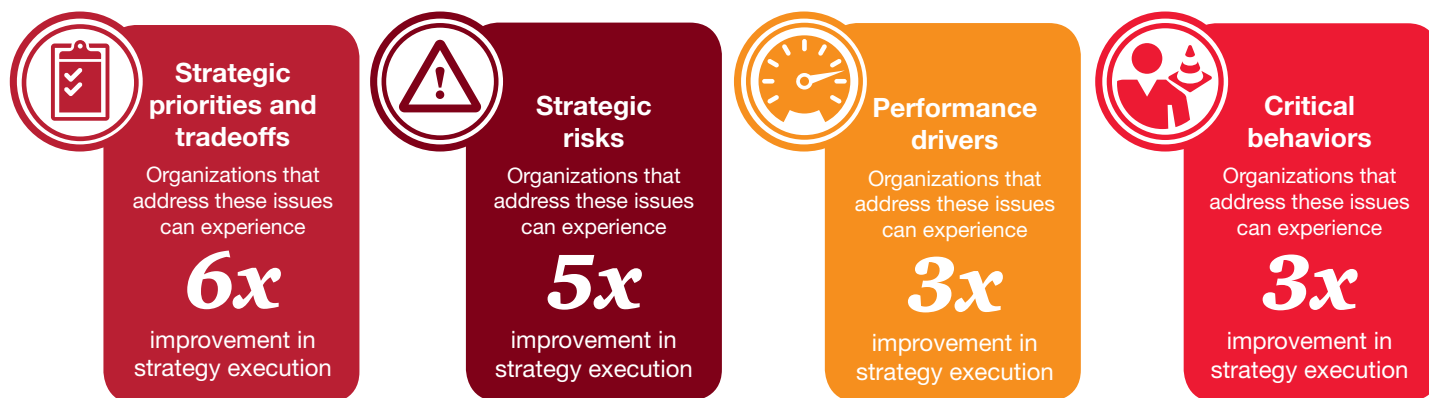 Strategic
priorities and
tradeoffs
Organizations that
address these issues
can experience
6x
improvement in
strategy execution
Strategic
risks
Organizations that
address these issues
can experience
5x
improvement in
strategy execution
Performance
drivers
Organizations that
address these issues
can experience
3x
improvement in
strategy execution
Critical
behaviors
Organizations that
address these issues
can experience
3x
improvement in
strategy execution